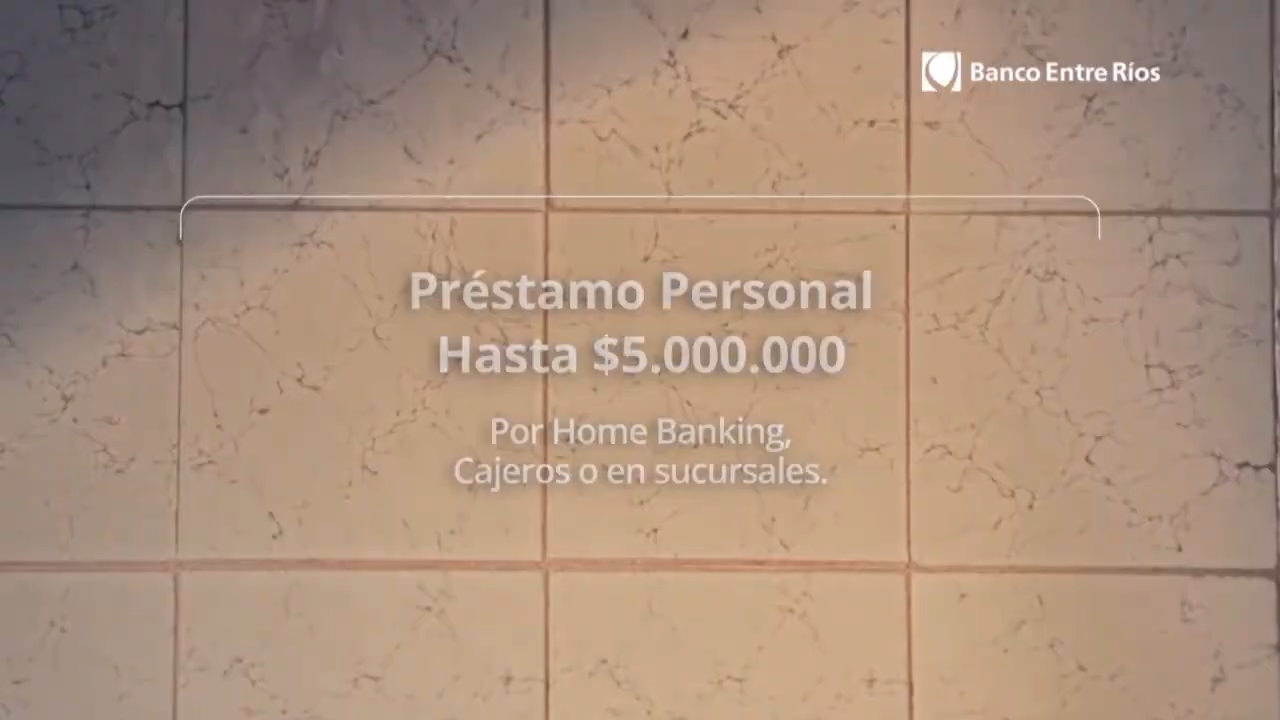 Banco Entre Ríos
Préstamo Personal
Hasta $5.000.000
Por Home Banking,
Cajeros o en sucursales.